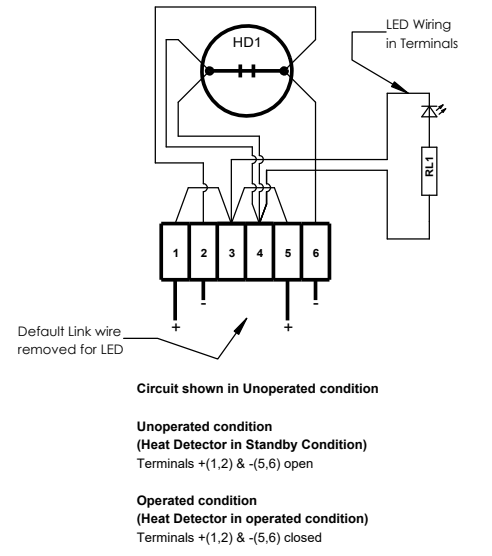 HD1
LED Wiring
in Terminals
RL1
1 2 3 4 5 6
- -
+ +
Default Link wire
removed for LED
Circuit shown in Unoperated condition
Unoperated condition
(Heat Detector in Standby Condition)
Terminals +(1,2) & -(5,6) open
Operated condition
(Heat Detector in operated condition)
Terminals +(1,2) & -(5,6) closed